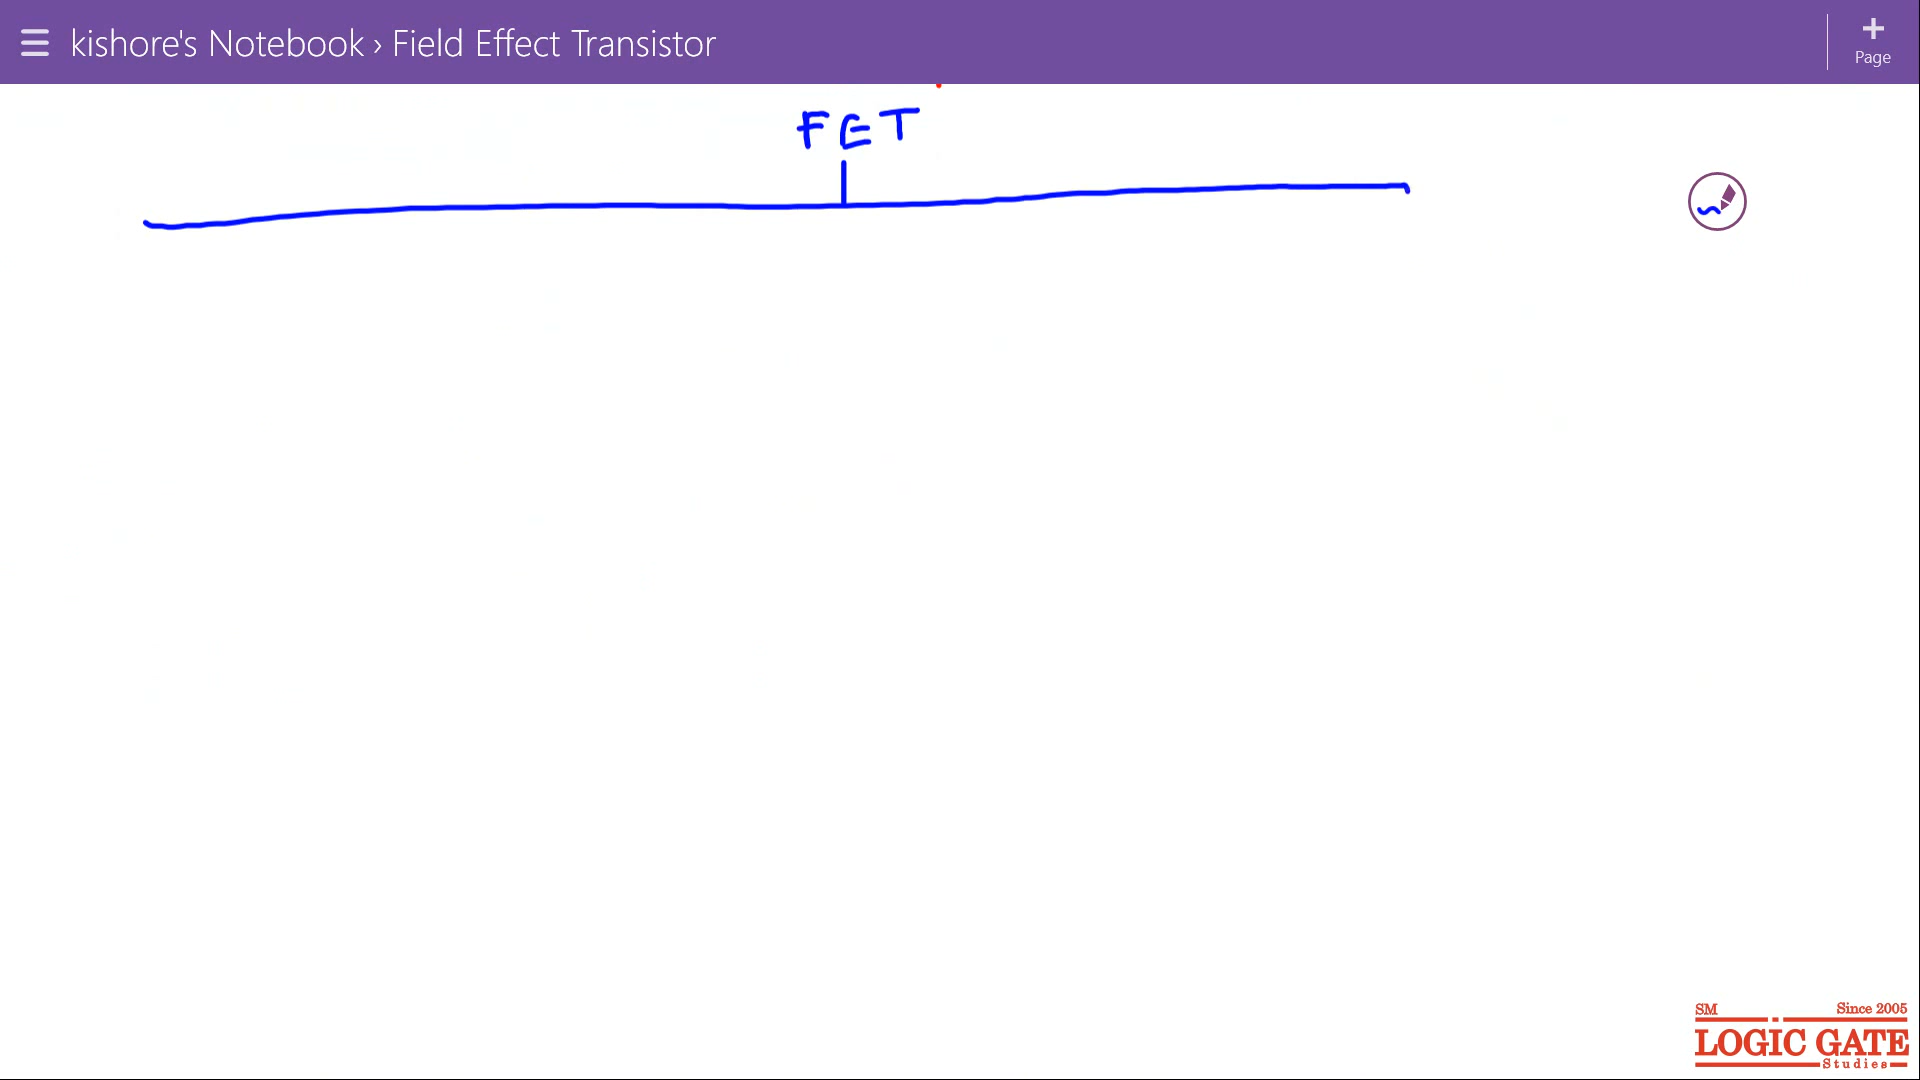 kishore's Notebook › Field Effect Transistor
Page
FET
SM
Since 2005
LOGIC GATE
Studies